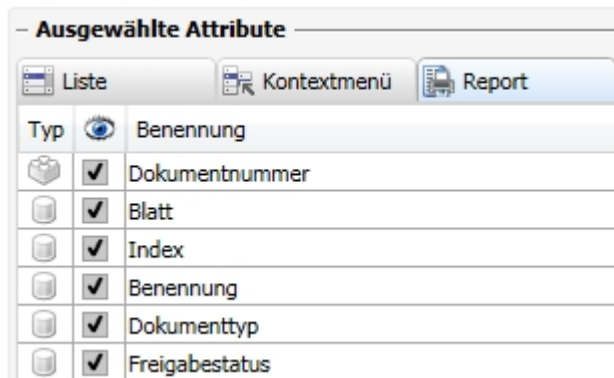 Ausgewählte Attribute
Liste Kontextmenü Report
Typ Benennung
Dokumentnummer
Blatt
Index
Benennung
Dokumenttyp
Freigabestatus